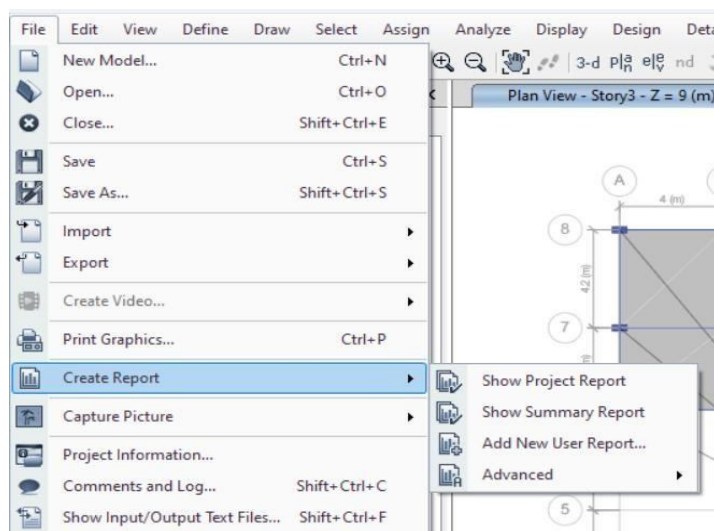 File Edit View Define Draw Select Assign Analyze Display Design
New Model... Ctrl+N
3-d
Open... Ctrl+O
Plan View - Story3 - Z = 9 (m)
Close... Shift+Ctrl+E
Save Ctrl+S
Save As... Shift+Ctrl+S
A
4 (m)
Import
8
Export
4.2 (m)
Create Video...
Print Graphics... Ctrl+P
7
Create Report
Show Project Report
Capture Picture
Show Summary Report
Project Information...
Add New User Report...
Comments and Log... Shift+Ctrl+C
Advanced
Show Input/Output Text Files... Shift+Ctrl+F
5